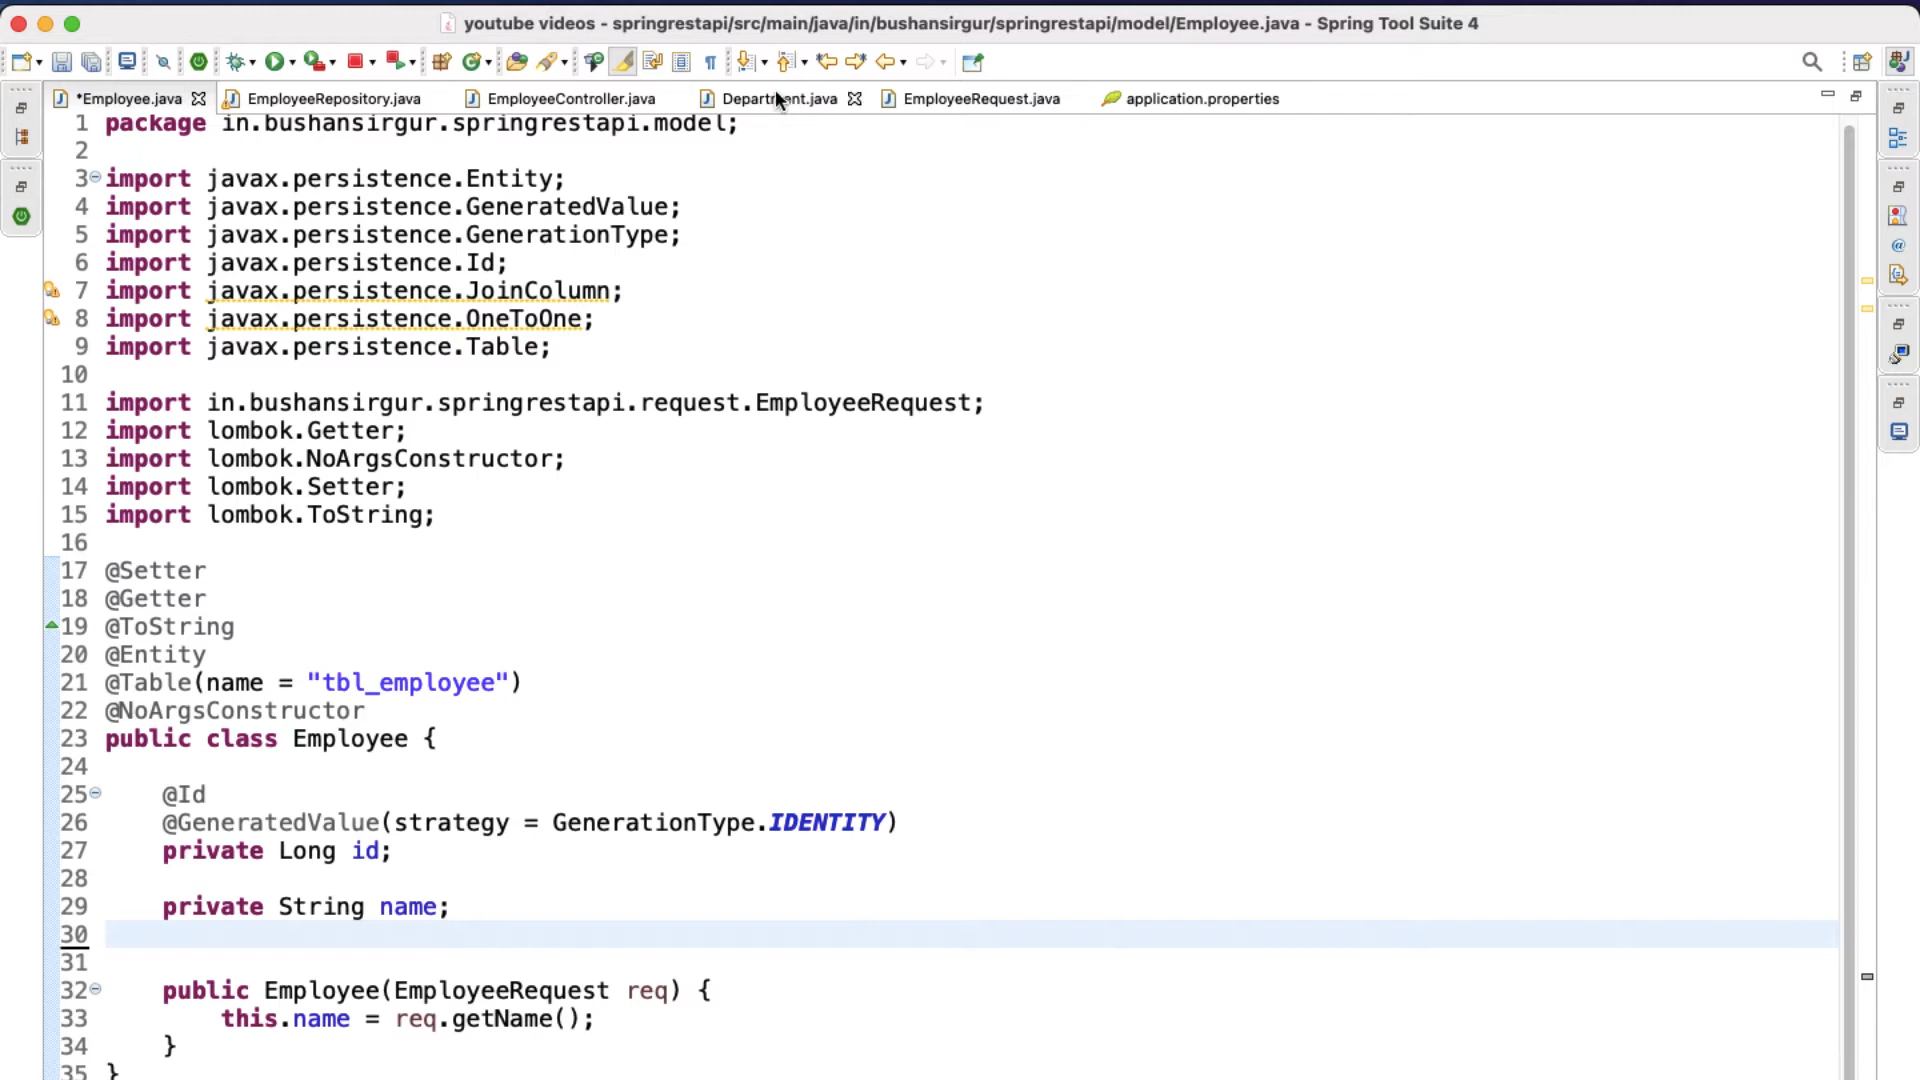 youtube videos - springrestapi/src/main/java/in/bushansirgur/springrestapi/model/Employee.java - Spring Tool Suite 4
*Employee.java EmployeeRepository.java EmployeeController.java Department.java EmployeeRequest.java application.properties
1 package in.bushansirgur.springrestapi.model;
2
3 import javax.persistence.Entity;
4 import javax.persistence.GeneratedValue;
5 import javax.persistence.GenerationType;
6 import javax.persistence.Id;
7 import javax.persistence.JoinColumn;
8 import javax.persistence.OneToOne;
9 import javax.persistence.Table;
10
11 import in.bushansirgur.springrestapi.request.EmployeeRequest;
12 import lombok.Getter;
13 import lombok.NoArgsConstructor;
14 import lombok.Setter;
15 import lombok.ToString;
16
17 @Setter
18 @Getter
19 @ToString
20 @Entity
21 @Table(name = "tbl_employee")
22 @NoArgsConstructor
23 public class Employee {
24
25 @Id
26 @GeneratedValue(strategy = GenerationType.IDENTITY)
27 private Long id;
28
29 private String name;
30
31
32 public Employee(EmployeeRequest req) {
33 this.name = req.getName();
34 }
35 }